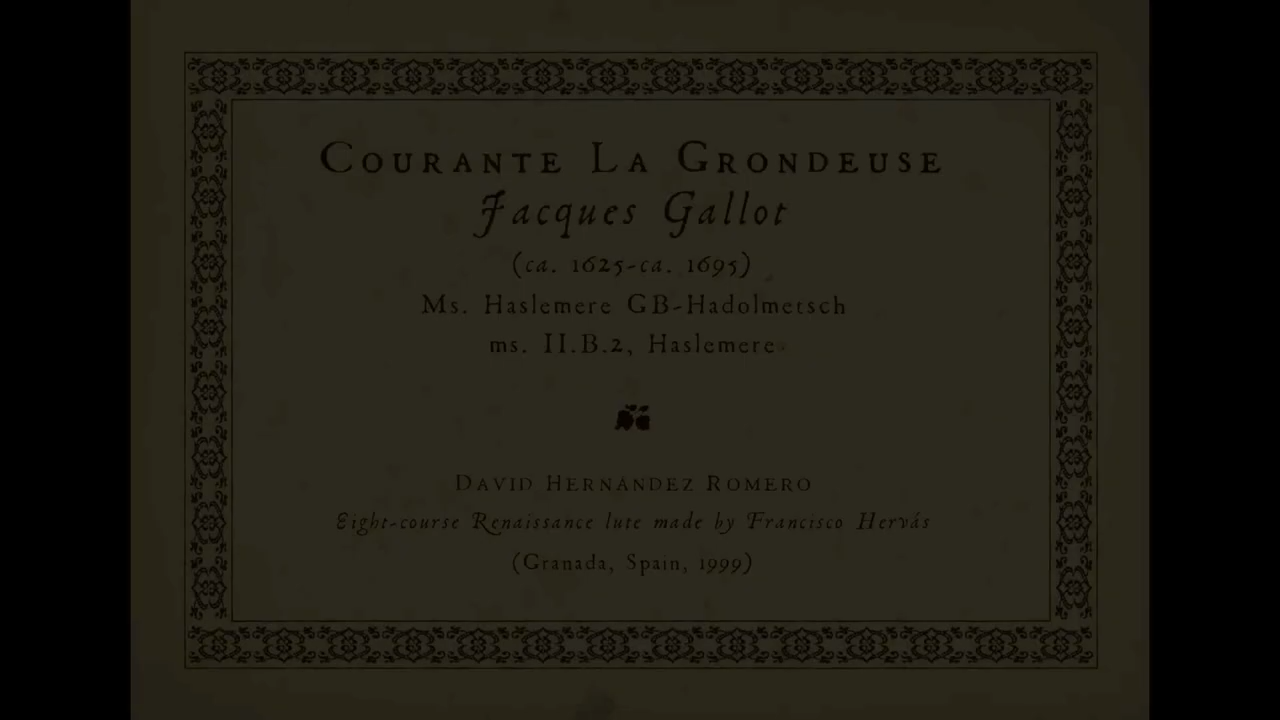 Courante La Grondeuse
Jacques Gallot
(ca. 1625-ca. 1695)
Ms. Haslemere GB-Hadolmetsch
ms. II.B.2, Haslemere
David Hernández Romero
Eight-course Renaissance lute made by Francisco Hervás
(Granada, Spain, 1999)